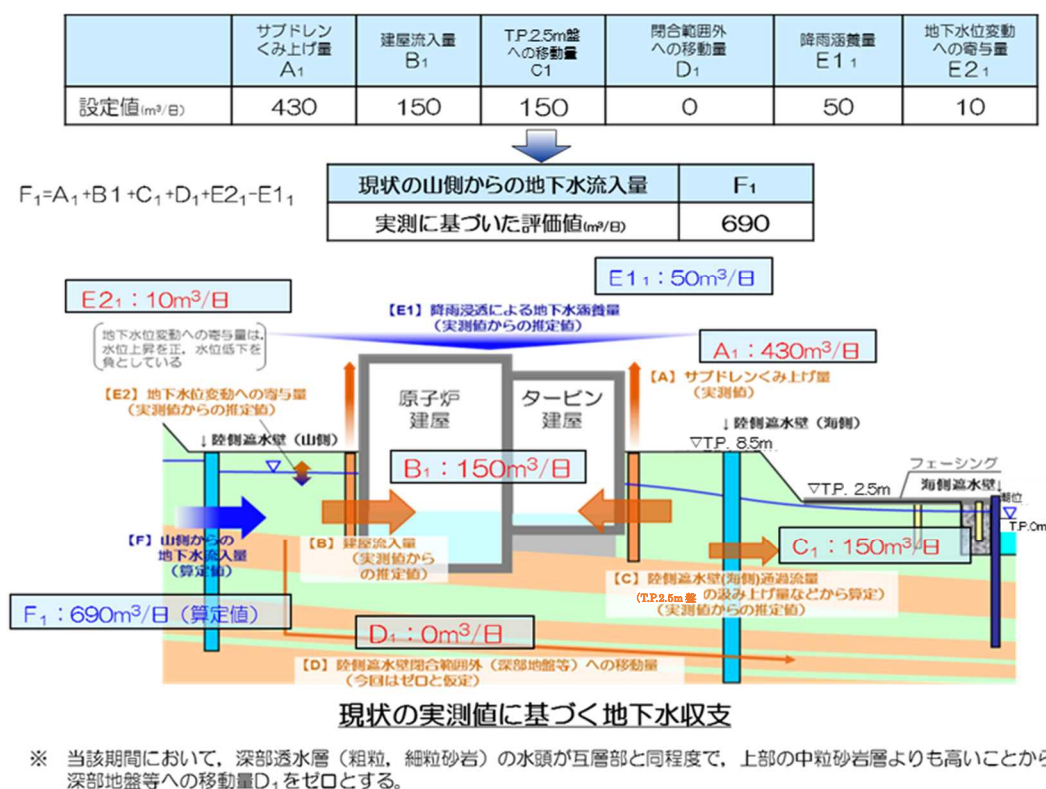 サブドレン
くみ上げ量
A₁
建屋流入量
B₁
T.P.2.5m盤
への移動量
C1
閉合範囲外
への移動量
D₁
降雨涵養量
E1₁
地下水位変動
への寄与量
E2₁
設定値(m³/日)
430
150
150
0
50
10
F₁=A₁+B1+C₁+D₁+E2₁-E1₁
現状の山側からの地下水流入量
F₁
実測に基づいた評価値(m³/日)
690
E1₁：50m³/日
E2₁：10m³/日
【E1】降雨浸透による地下水涵養量
（実測値からの推定値）
地下水位変動への寄与量は,
水位上昇を正，水位低下を
負としている
A₁：430m³/日
【A】サブドレンくみ上げ量
（実測値）
【E2】地下水位変動への寄与量
（実測値からの推定値）
原子炉
建屋
タービン
建屋
↓陸側遮水壁（山側）
↓陸側遮水壁（海側）
▽T.P. 8.5m
B₁：150m³/日
フェーシング
海側遮水壁↓
▽T.P. 2.5m
潮位
▽
T.P.0m
【F】山側からの
地下水流入量
（算定値）
【B】建屋流入量
（実測値から
の推定値）
C₁：150m³/日
【C】陸側遮水壁(海側)通過流量
(T.P.2.5m 盤 の汲み上げ量などから算定)
（実測値からの推定値）
F₁：690m³/日（算定値）
D₁：0m³/日
【D】陸側遮水壁閉合範囲外（深部地盤等）への移動量
（今回はゼロと仮定）
現状の実測値に基づく地下水収支
※　当該期間において，深部透水層（粗粒，細粒砂岩）の水頭が互層部と同程度で，上部の中粒砂岩層よりも高いことから
深部地盤等への移動量D₁をゼロとする。